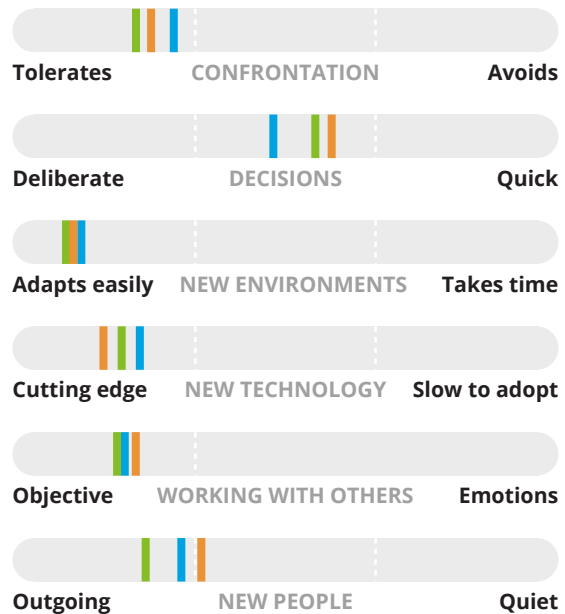 Tolerates CONFRONTATION Avoids
Deliberate DECISIONS Quick
Adapts easily NEW ENVIRONMENTS Takes time
Cutting edge NEW TECHNOLOGY Slow to adopt
Objective WORKING WITH OTHERS Emotions
Outgoing NEW PEOPLE Quiet